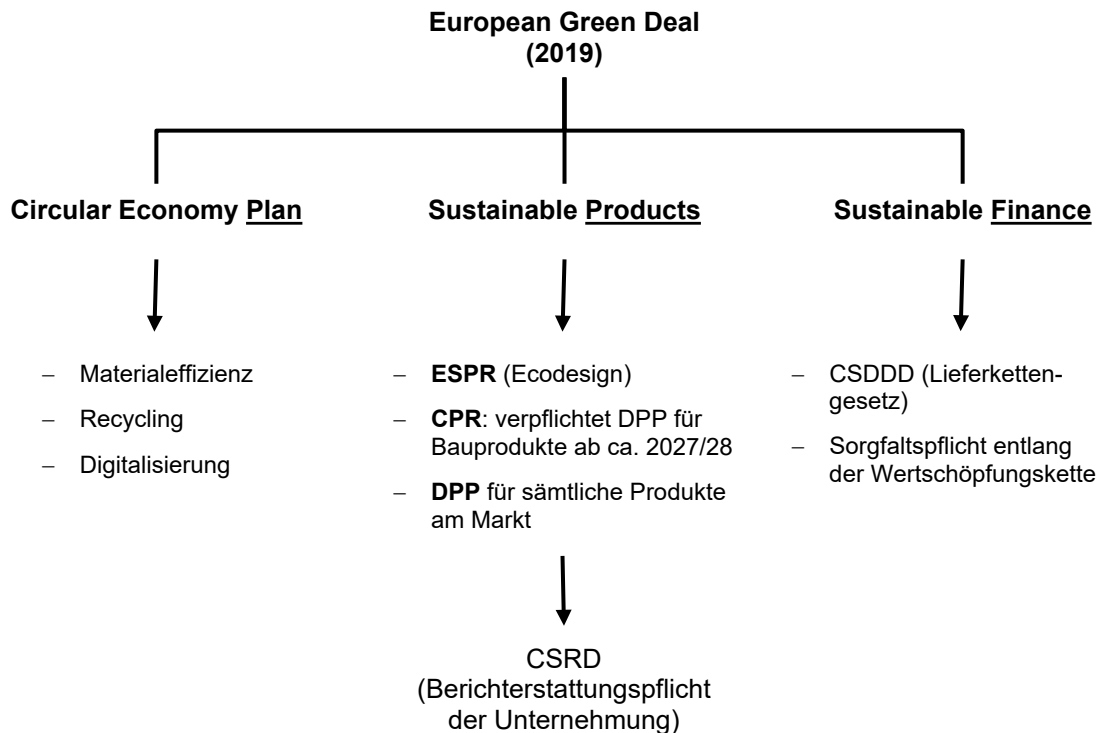 European Green Deal
(2019)
Circular Economy Plan
Sustainable Products
Sustainable Finance
– Materialeffizienz
– Recycling
– Digitalisierung
– ESPR (Ecodesign)
– CPR: verpflichtet DPP für
Bauprodukte ab ca. 2027/28
– DPP für sämtliche Produkte
am Markt
– CSDDD (Lieferketten-
gesetz)
– Sorgfaltspflicht entlang
der Wertschöpfungskette
CSRD
(Berichterstattungspflicht
der Unternehmung)